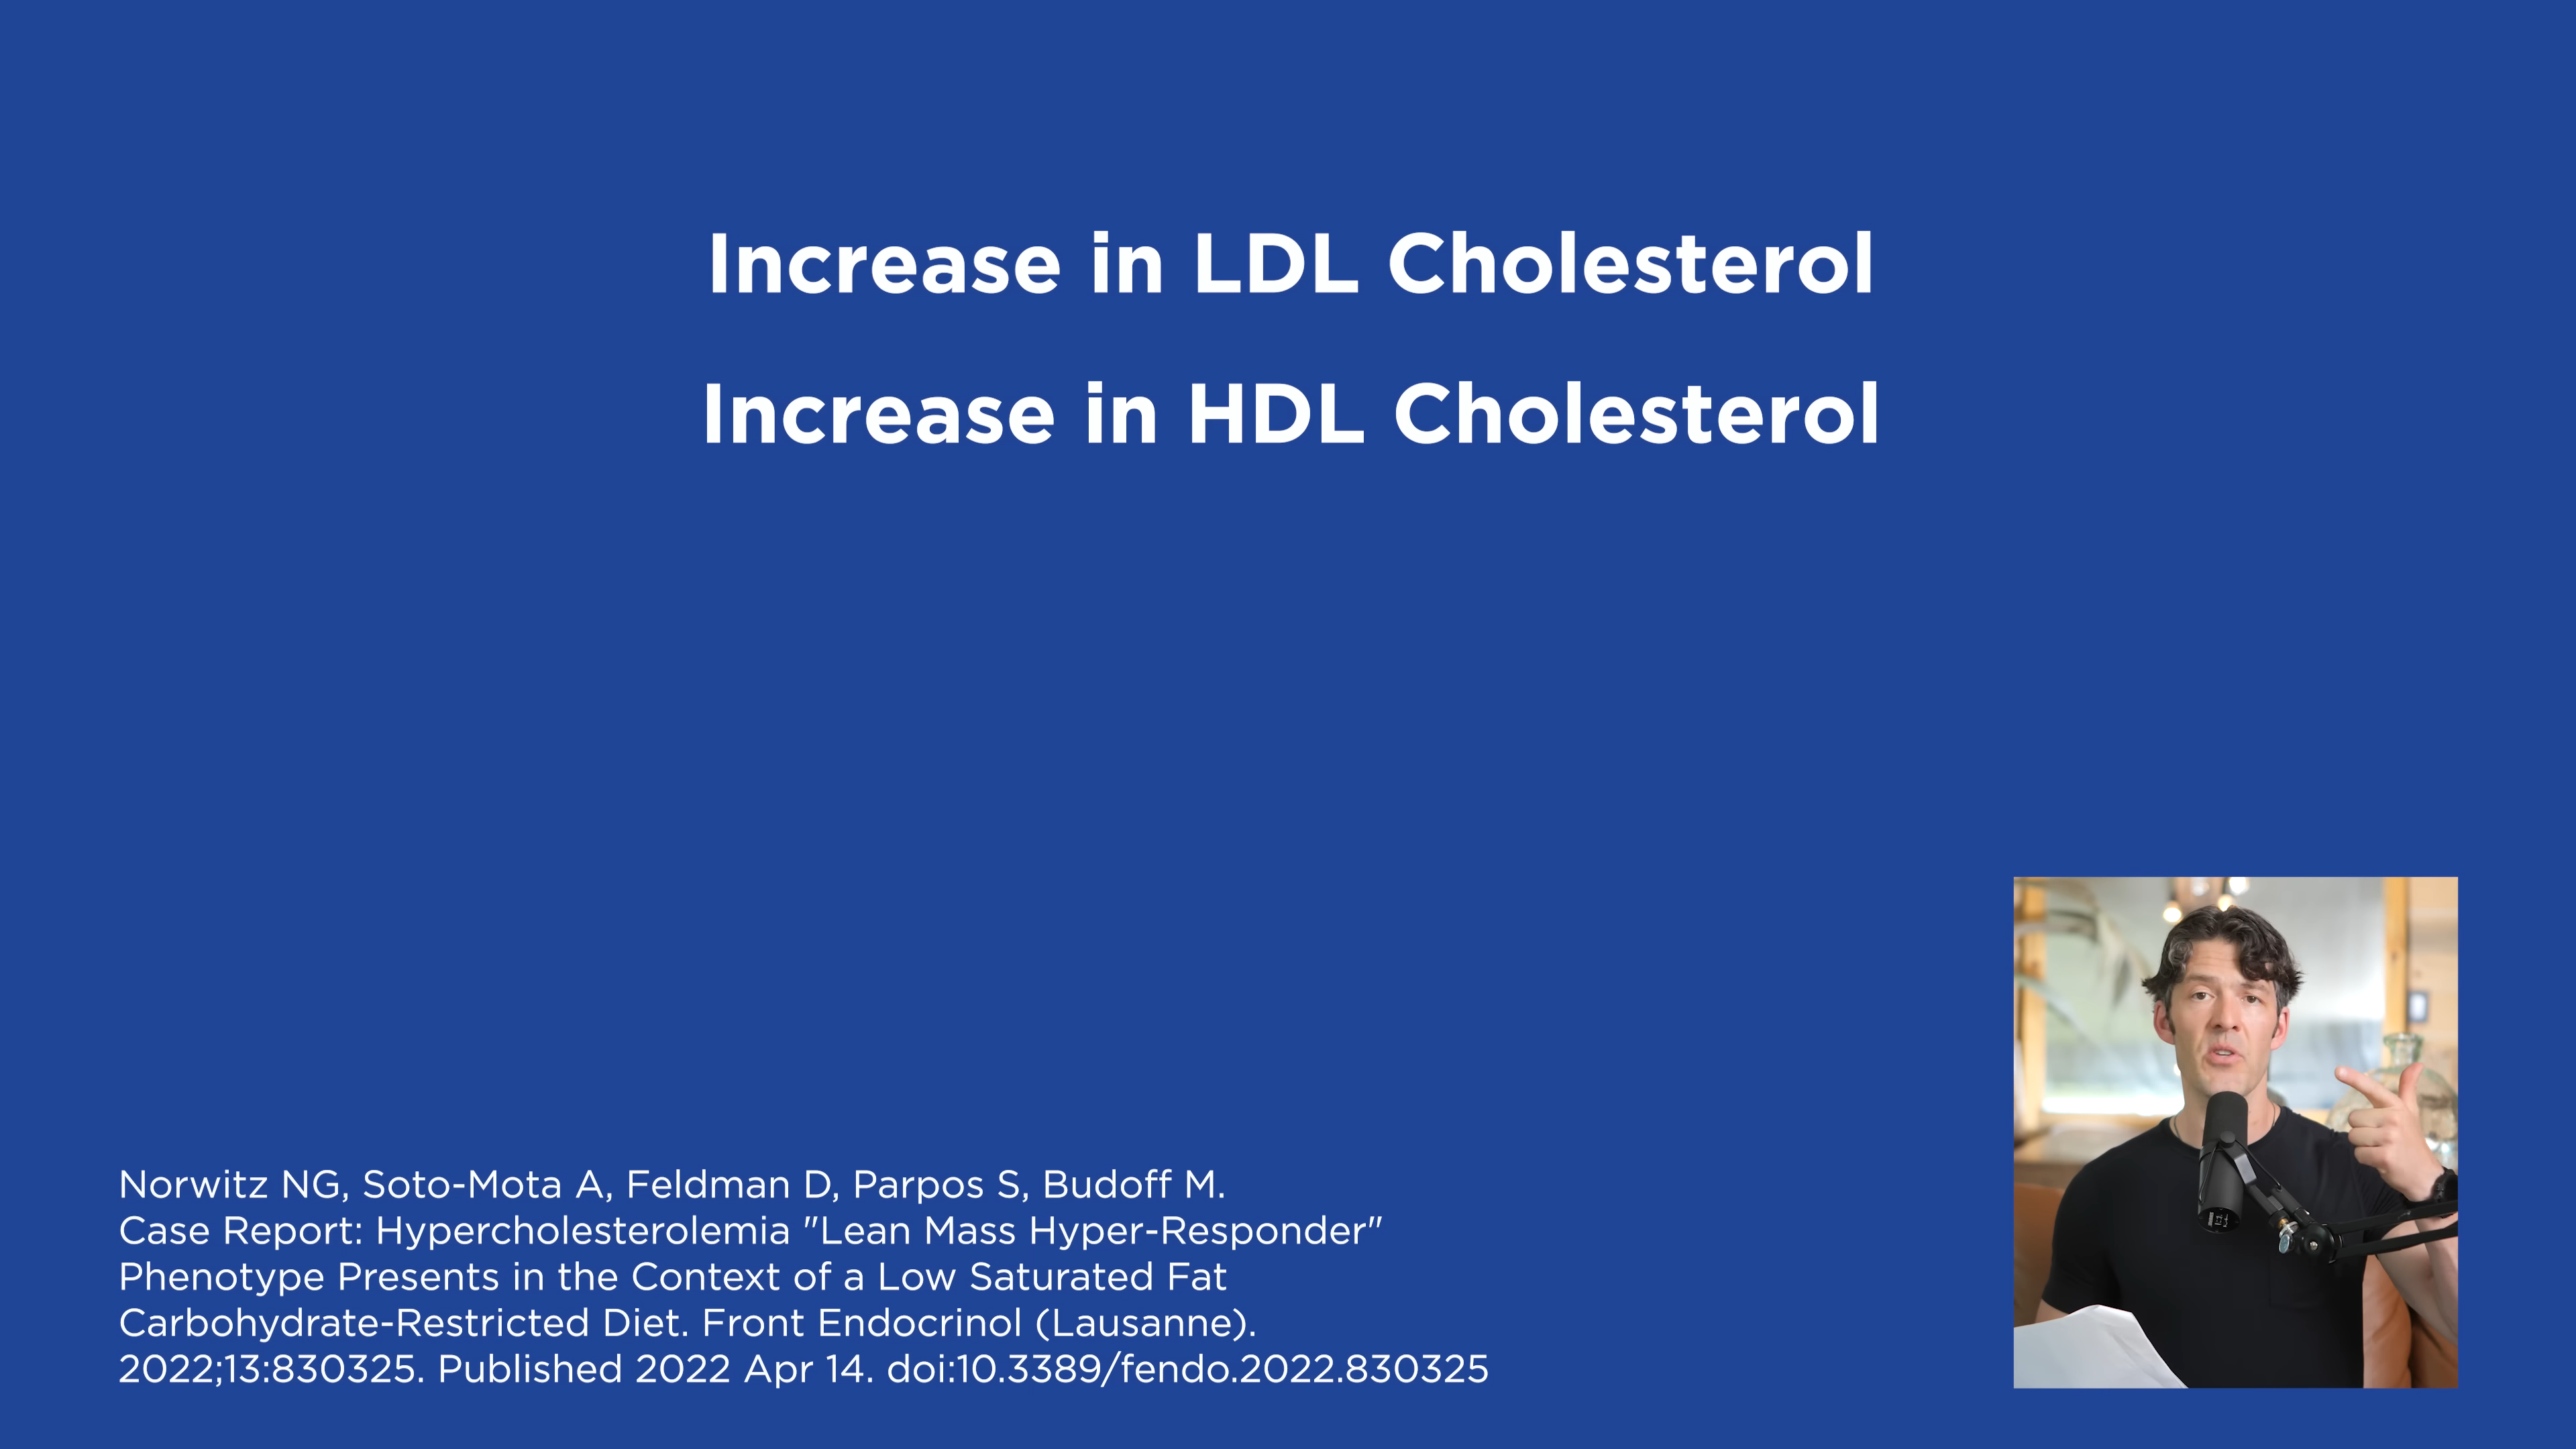 Increase in LDL Cholesterol
Increase in HDL Cholesterol
Norwitz NG, Soto-Mota A, Feldman D, Parpos S, Budoff M.
Case Report: Hypercholesterolemia "Lean Mass Hyper-Responder"
Phenotype Presents in the Context of a Low Saturated Fat
Carbohydrate-Restricted Diet. Front Endocrinol (Lausanne).
2022;13:830325. Published 2022 Apr 14. doi:10.3389/fendo.2022.830325